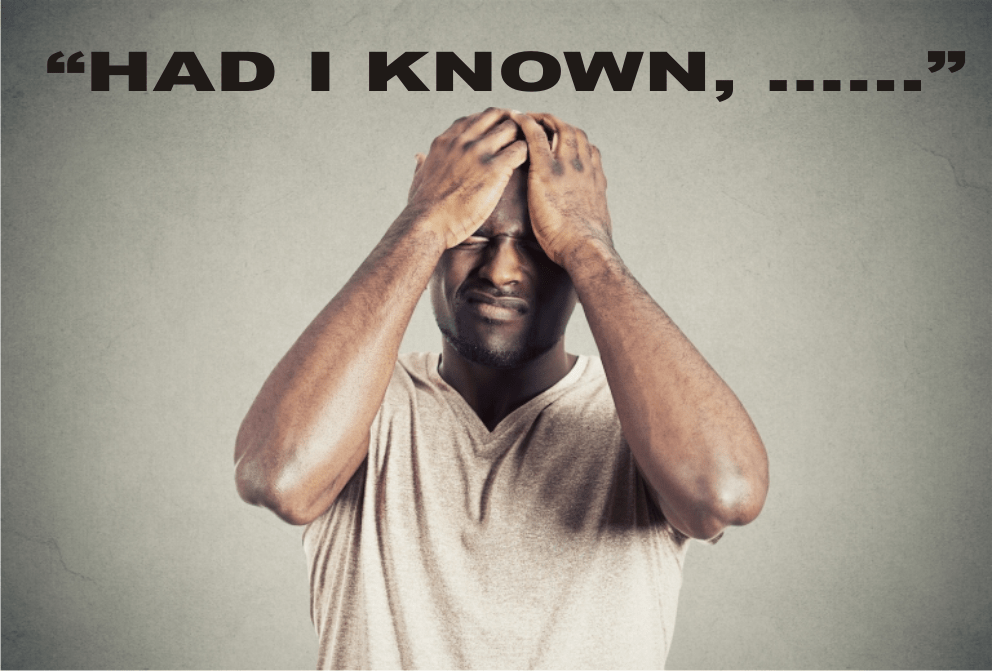 “HAD I KNOWN, ......”